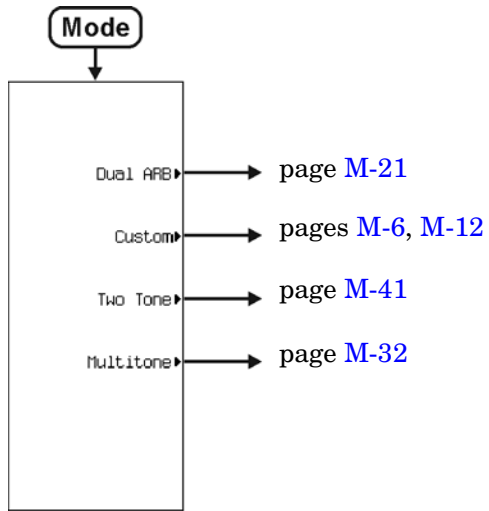 Mode
Dual ARB page M-21
Custom pages M-6, M-12
Two Tone page M-41
Multitone page M-32